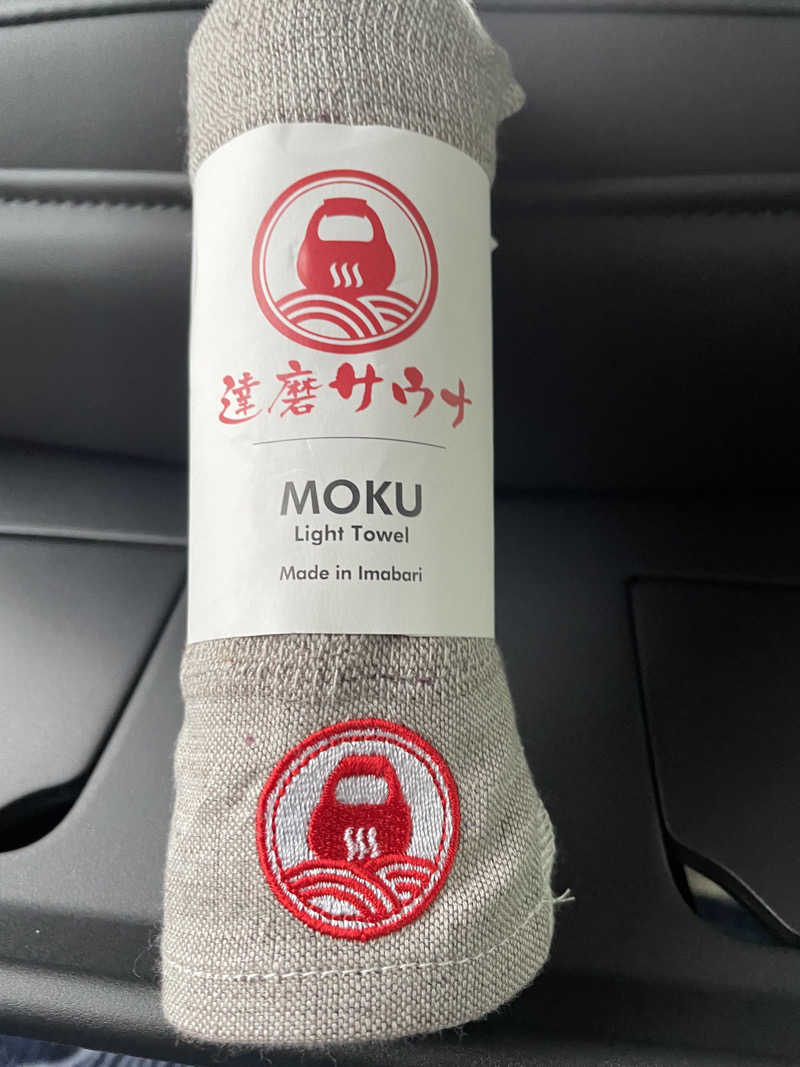 達磨サウナ
MOKU
Light Towel
Made in Imabari